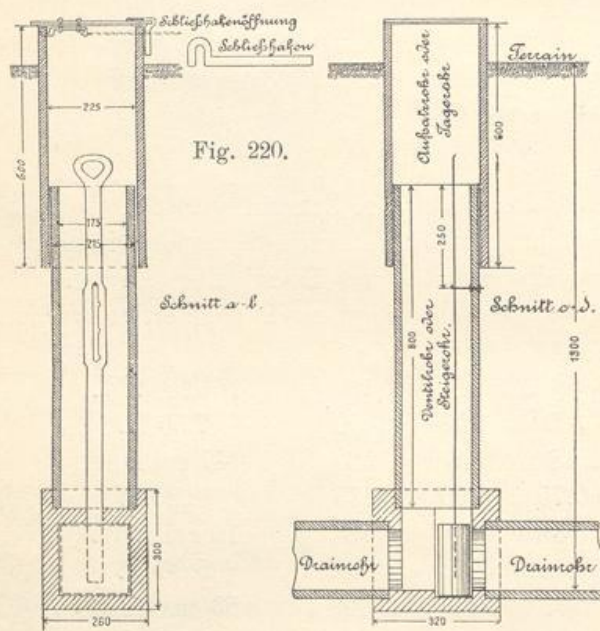 Schließhakenöffnung
Schließhaken
Terrain
Fig. 220.
225
600
Aufsatzrohr oder
Tagerohr
600
175
215
250
Schnitt a-b.
Schnitt c-d.
800
Ventilrohr oder
Steigerohr.
1300
300
Drainrohr
Drainrohr
260
320